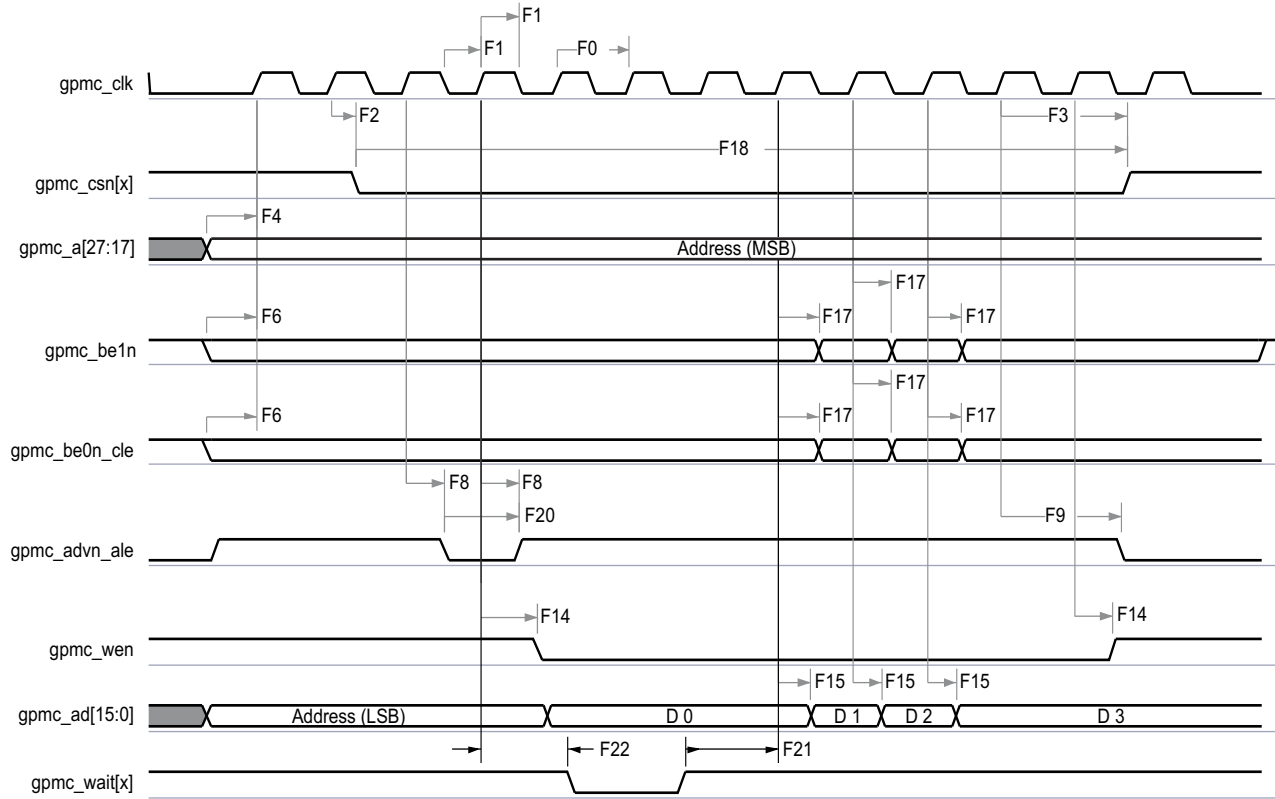 F1
F1 F0
gpmc_clk
F2 F3
F18
gpmc_csn[x]
F4
gpmc_a[27:17] Address (MSB)
F17
F6 F17 F17
gpmc_be1n
F17
F6 F17 F17
gpmc_be0n_cle
F8 F8
F20 F9
gpmc_advn_ale
F14 F14
gpmc_wen
F15 F15 F15
gpmc_ad[15:0] Address (LSB) D 0 D 1 D 2 D 3
F22 F21
gpmc_wait[x]